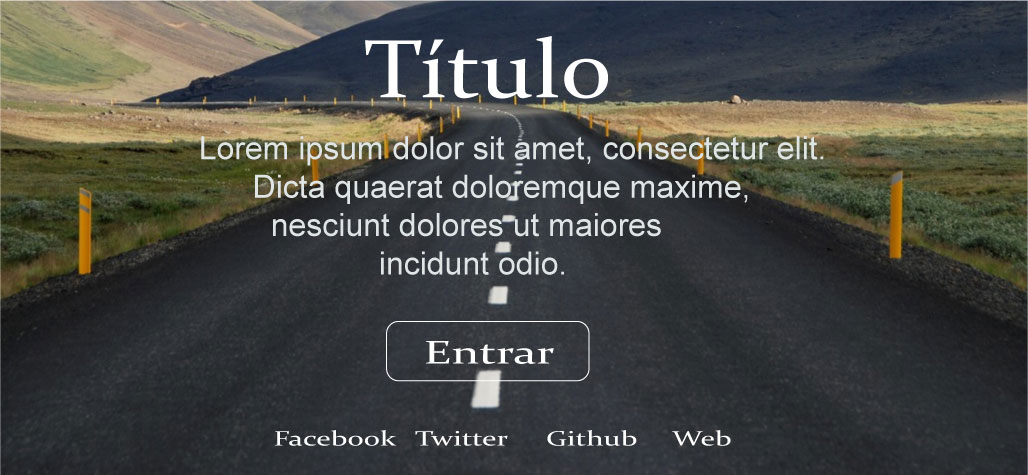 Título
Lorem ipsum dolor sit amet, consectetur elit.
Dicta quaerat doloremque maxime,
nesciunt dolores ut maiores
incidunt odio.
Entrar
Facebook Twitter Github Web